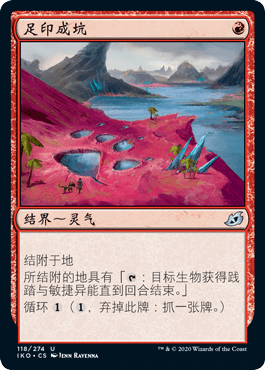 足印成坑
结界～灵气
结附于地
所结附的地具有「：目标生物获得践
踏与敏捷异能直到回合结束。」
循环 1（1，弃掉此牌：抓一张牌。）
118/274 U
IKO • CS Jenn Ravenna
™ & © 2020 Wizards of the Coast